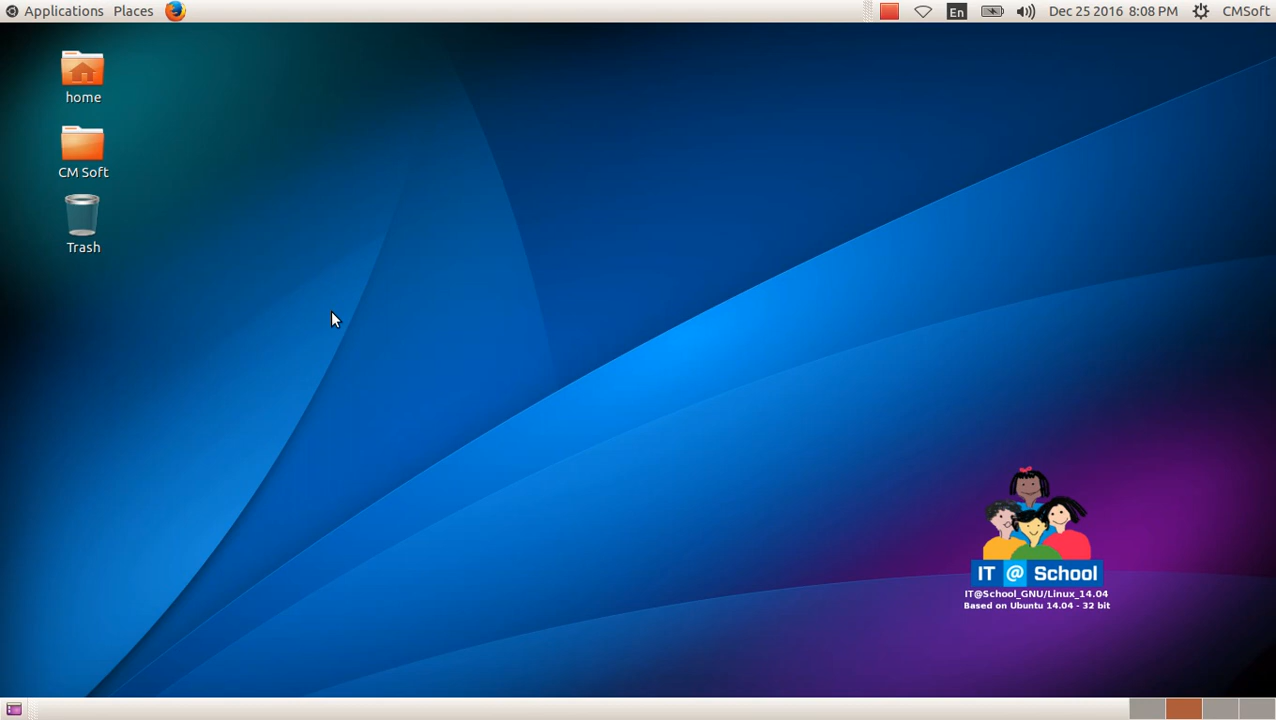 Applications Places
En Dec 25 2016 8:08 PM CMSoft
home
CM Soft
Trash
IT @ School
IT@School_GNU/Linux_14.04
Based on Ubuntu 14.04 - 32 bit